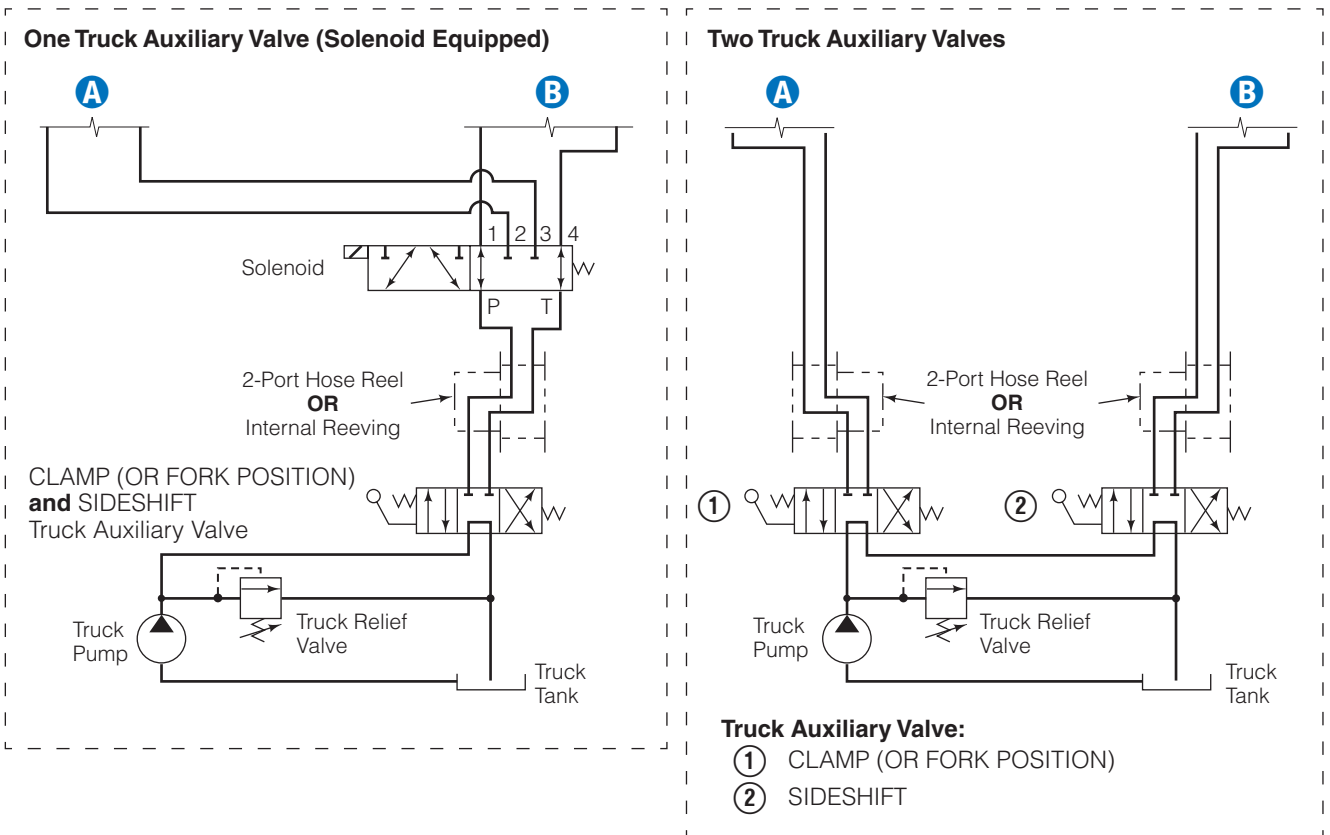 One Truck Auxiliary Valve (Solenoid Equipped)
A
B
1 2 3 4
Solenoid
P T
2-Port Hose Reel
OR
Internal Reeving
CLAMP (OR FORK POSITION)
and SIDESHIFT
Truck Auxiliary Valve
Truck Relief
Valve
Truck
Pump
Truck
Tank
Two Truck Auxiliary Valves
A
B
2-Port Hose Reel
OR
Internal Reeving
1
2
Truck Relief
Valve
Truck
Pump
Truck
Tank
Truck Auxiliary Valve:
1 CLAMP (OR FORK POSITION)
2 SIDESHIFT